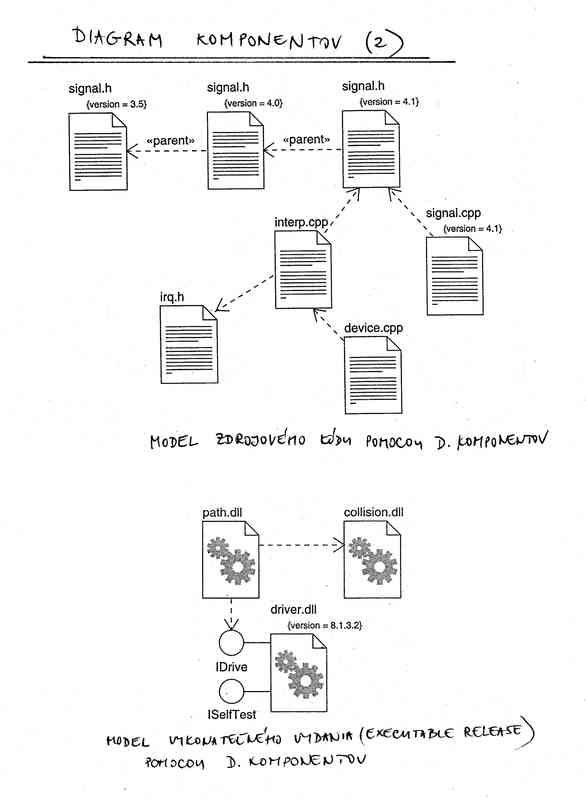 DIAGRAM KOMPONENTOV (2)
signal.h
{version = 3.5}
signal.h
{version = 4.0}
signal.h
{version = 4.1}
«parent»
«parent»
interp.cpp
signal.cpp
{version = 4.1}
irq.h
device.cpp
MODEL ZDROJOVÉHO KÓDU POMOCOU D. KOMPONENTOV
path.dll
collision.dll
driver.dll
{version = 8.1.3.2}
IDrive
ISelfTest
MODEL VYKONATEĽNÉHO VYDANIA (EXECUTABLE RELEASE)
POMOCOU D. KOMPONENTOV